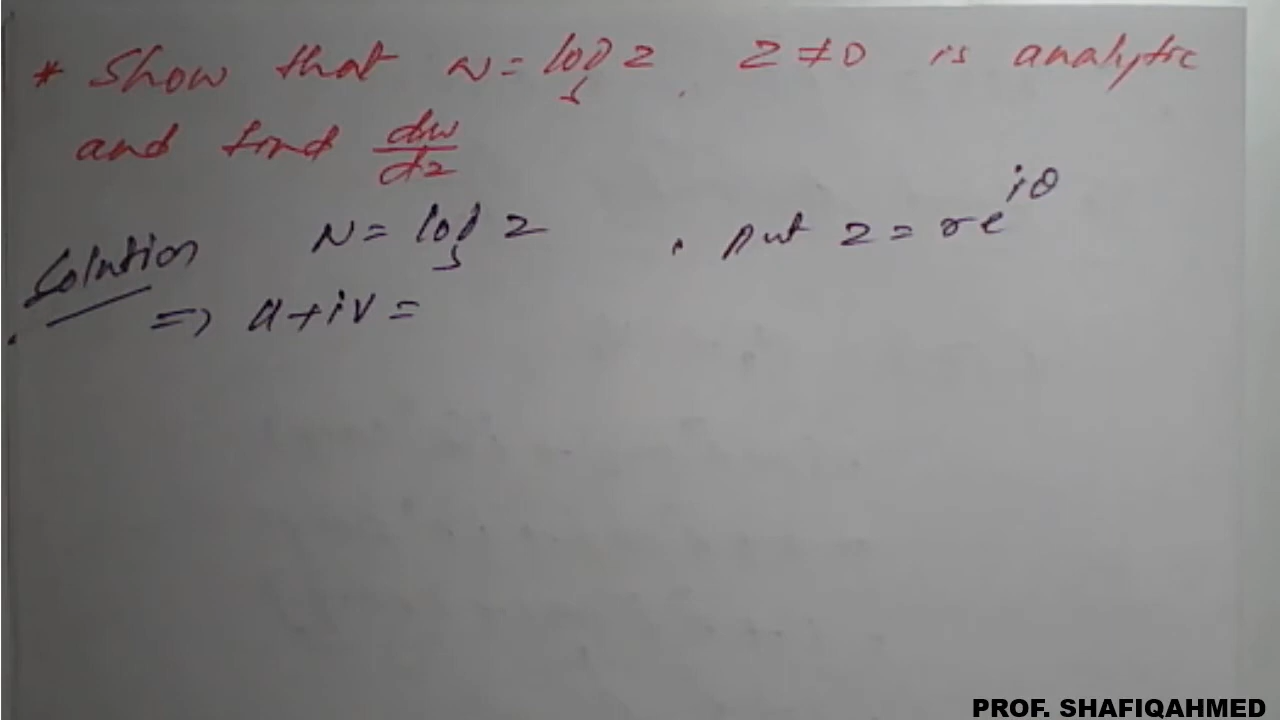 * Show that w = log z, z ≠ 0 is analytic
and find dw/dz
Solution w = log z . put z = re^iθ
=> u + iv =
PROF. SHAFIQAHMED